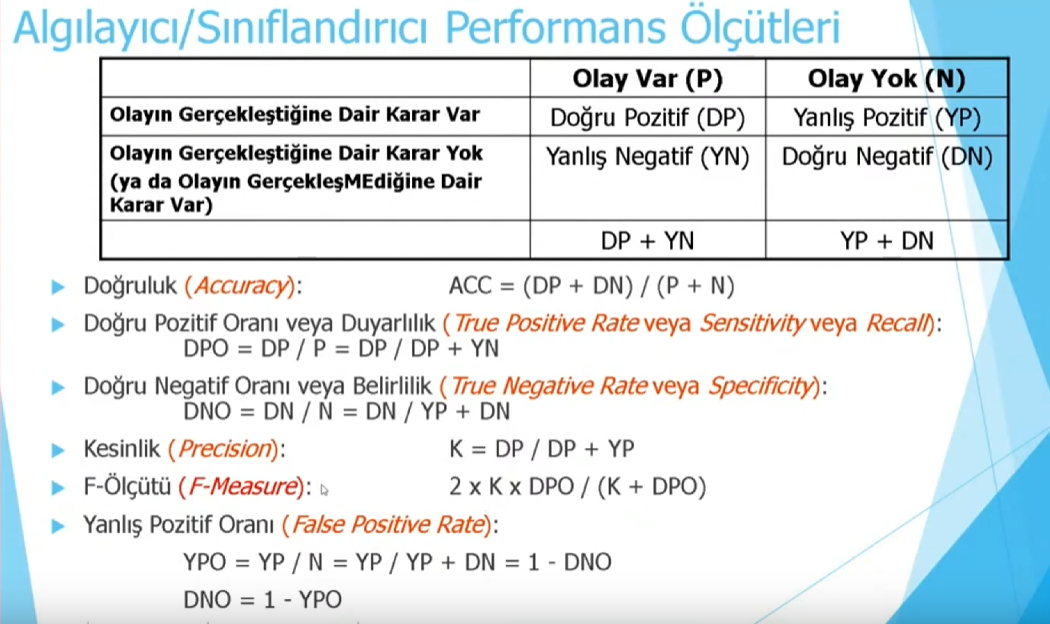 Algılayıcı/Sınıflandırıcı Performans Ölçütleri
Olay Var (P) Olay Yok (N)
Olayın Gerçekleştiğine Dair Karar Var Doğru Pozitif (DP) Yanlış Pozitif (YP)
Olayın Gerçekleştiğine Dair Karar Yok Yanlış Negatif (YN) Doğru Negatif (DN)
(ya da Olayın GerçekleşMEdiğine Dair
Karar Var)
DP + YN YP + DN
Doğruluk (Accuracy): ACC = (DP + DN) / (P + N)
Doğru Pozitif Oranı veya Duyarlılık (True Positive Rate veya Sensitivity veya Recall):
DPO = DP / P = DP / DP + YN
Doğru Negatif Oranı veya Belirlilik (True Negative Rate veya Specificity):
DNO = DN / N = DN / YP + DN
Kesinlik (Precision): K = DP / DP + YP
F-Ölçütü (F-Measure): 2 x K x DPO / (K + DPO)
Yanlış Pozitif Oranı (False Positive Rate):
YPO = YP / N = YP / YP + DN = 1 - DNO
DNO = 1 - YPO